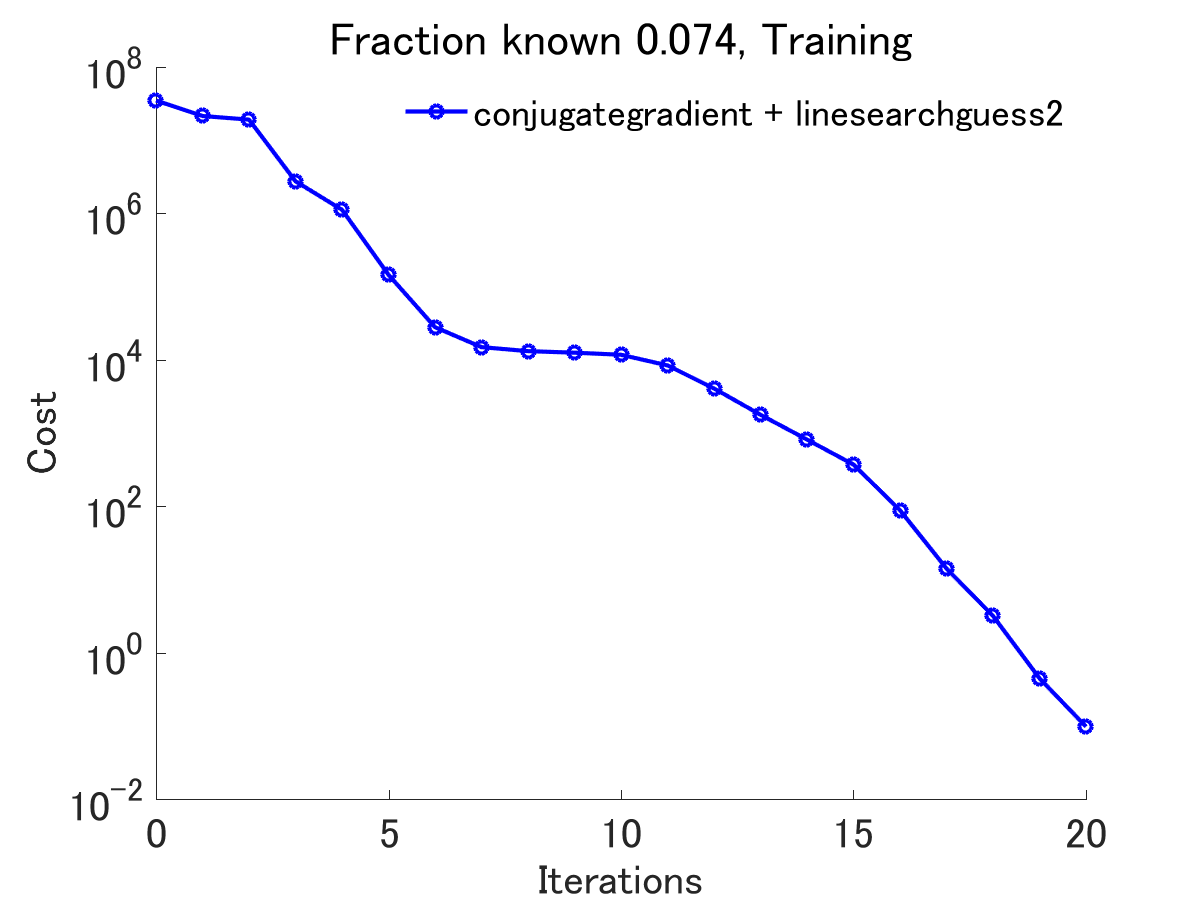 Fraction known 0.074, Training
conjugategradient + linesearchguess2
10^8
10^6
10^4
10^2
10^0
10^-2
Cost
0 5 10 15 20
Iterations